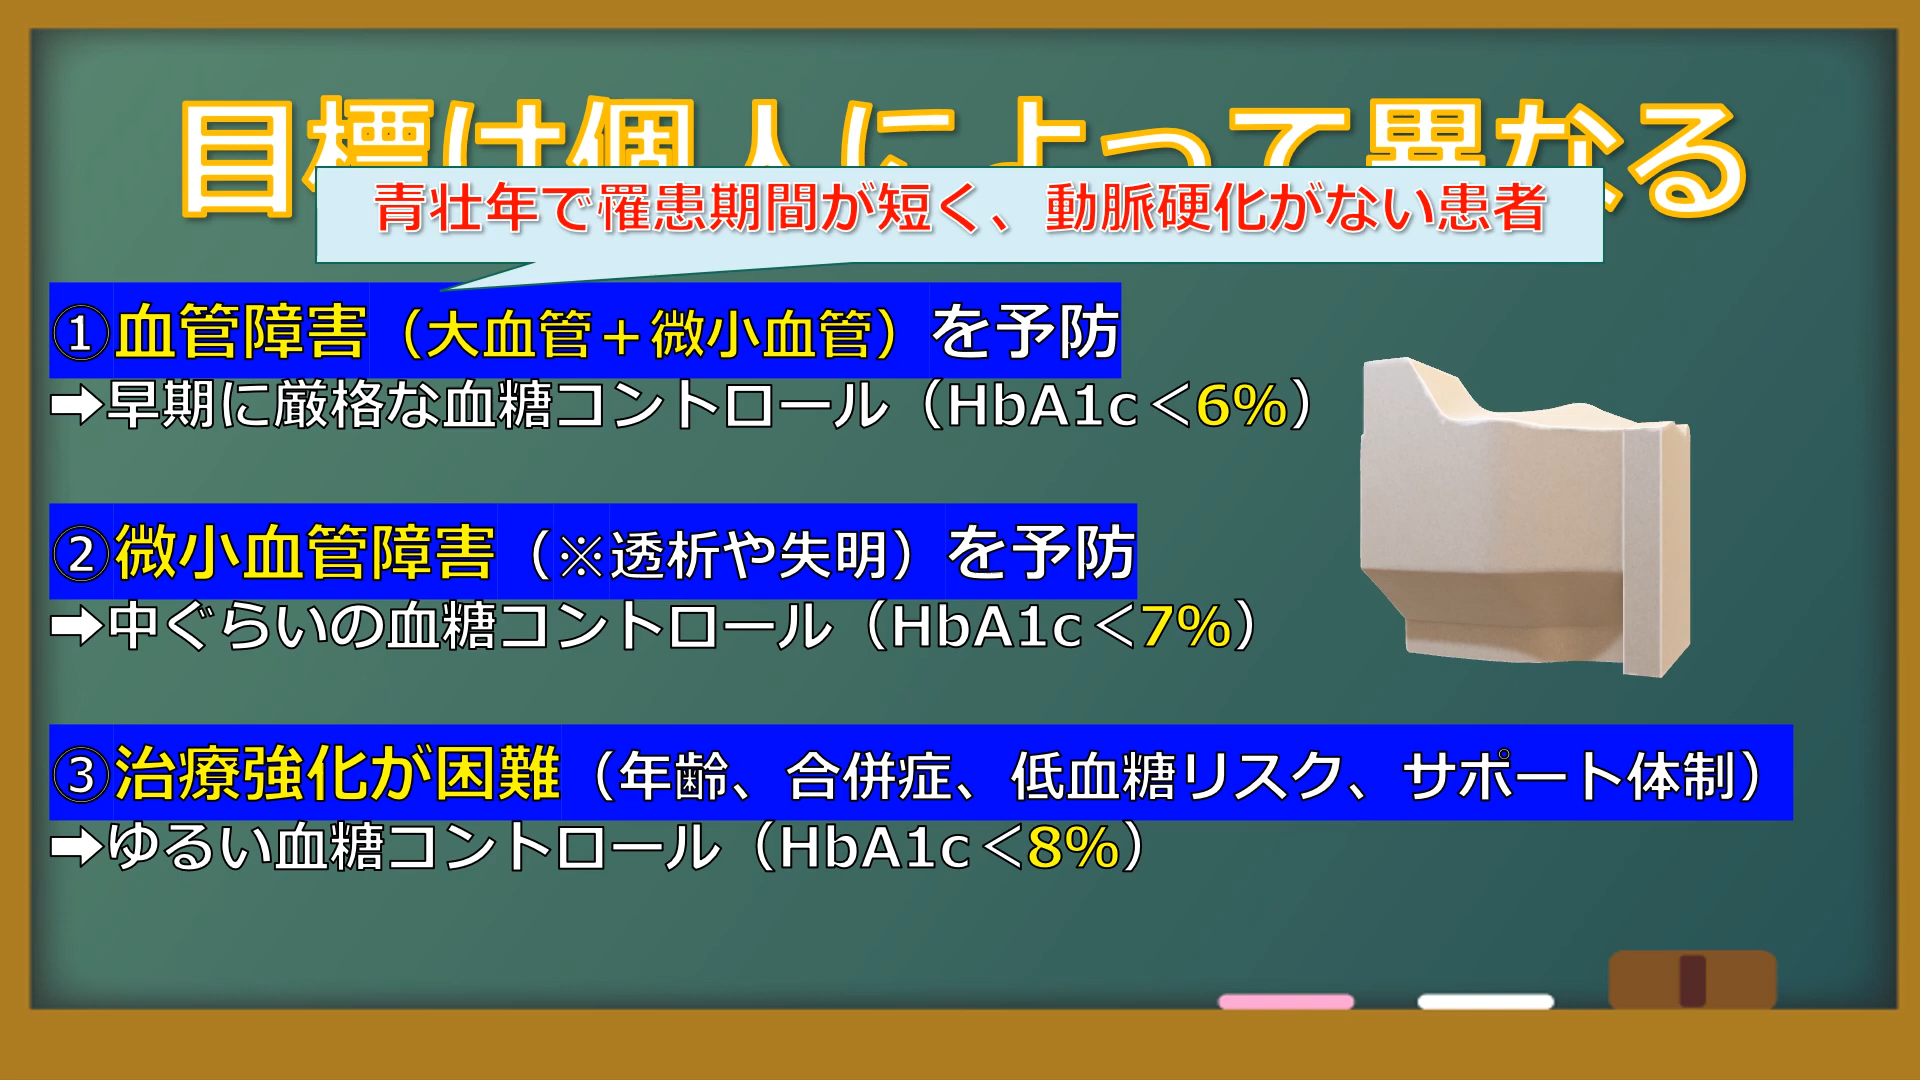 目標は個人によって異なる
青壮年で罹患期間が短く、動脈硬化がない患者
①血管障害（大血管＋微小血管）を予防
➡早期に厳格な血糖コントロール（HbA1c＜6%）
②微小血管障害（※透析や失明）を予防
➡中ぐらいの血糖コントロール（HbA1c＜7%）
③治療強化が困難（年齢、合併症、低血糖リスク、サポート体制）
➡ゆるい血糖コントロール（HbA1c＜8%）